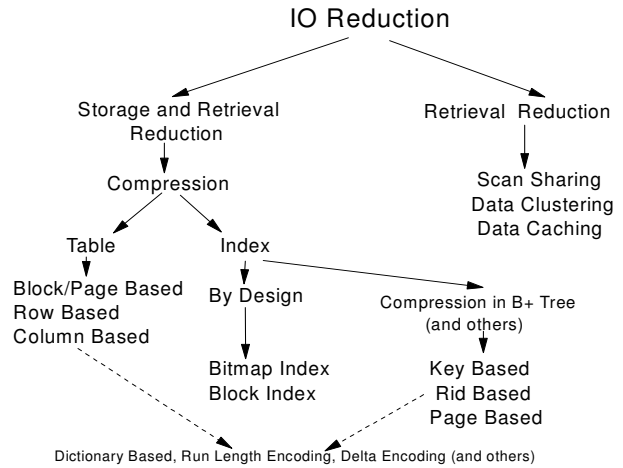 IO Reduction
Storage and Retrieval
Reduction
Retrieval Reduction
Compression
Scan Sharing
Data Clustering
Data Caching
Table
Index
Block/Page Based
Row Based
Column Based
By Design
Compression in B+ Tree
(and others)
Bitmap Index
Block Index
Key Based
Rid Based
Page Based
Dictionary Based, Run Length Encoding, Delta Encoding (and others)